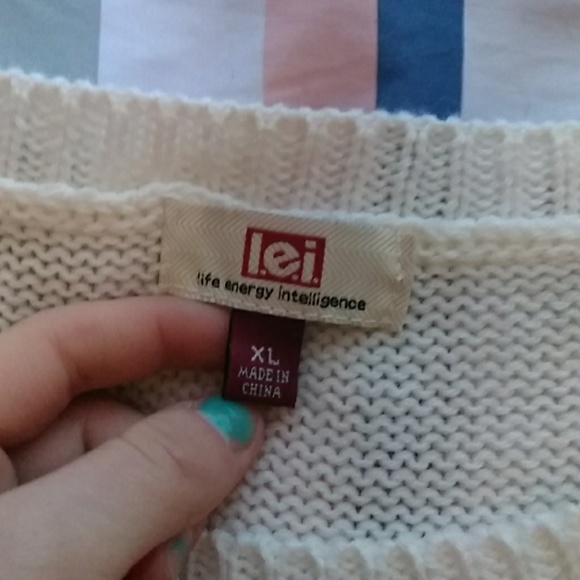 l.e.i.
life energy intelligence
XL
MADE IN
CHINA